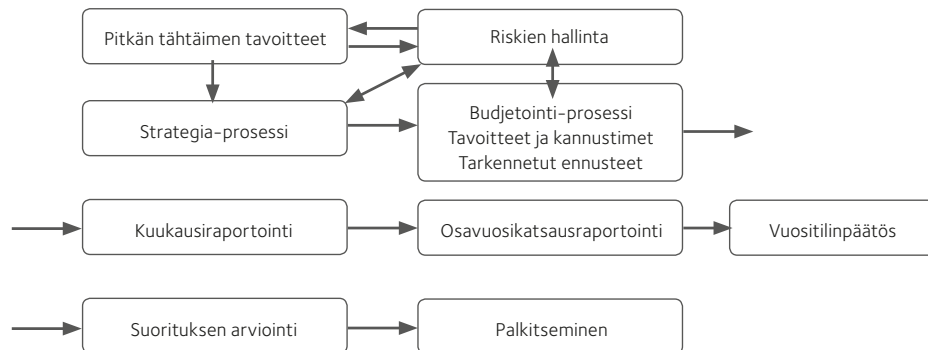 Pitkän tähtäimen tavoitteet
Riskien hallinta
Strategia-prosessi
Budjetointi-prosessi
Tavoitteet ja kannustimet
Tarkennetut ennusteet
Kuukausiraportointi
Osavuosikatsausraportointi
Vuositilinpäätös
Suorituksen arviointi
Palkitseminen